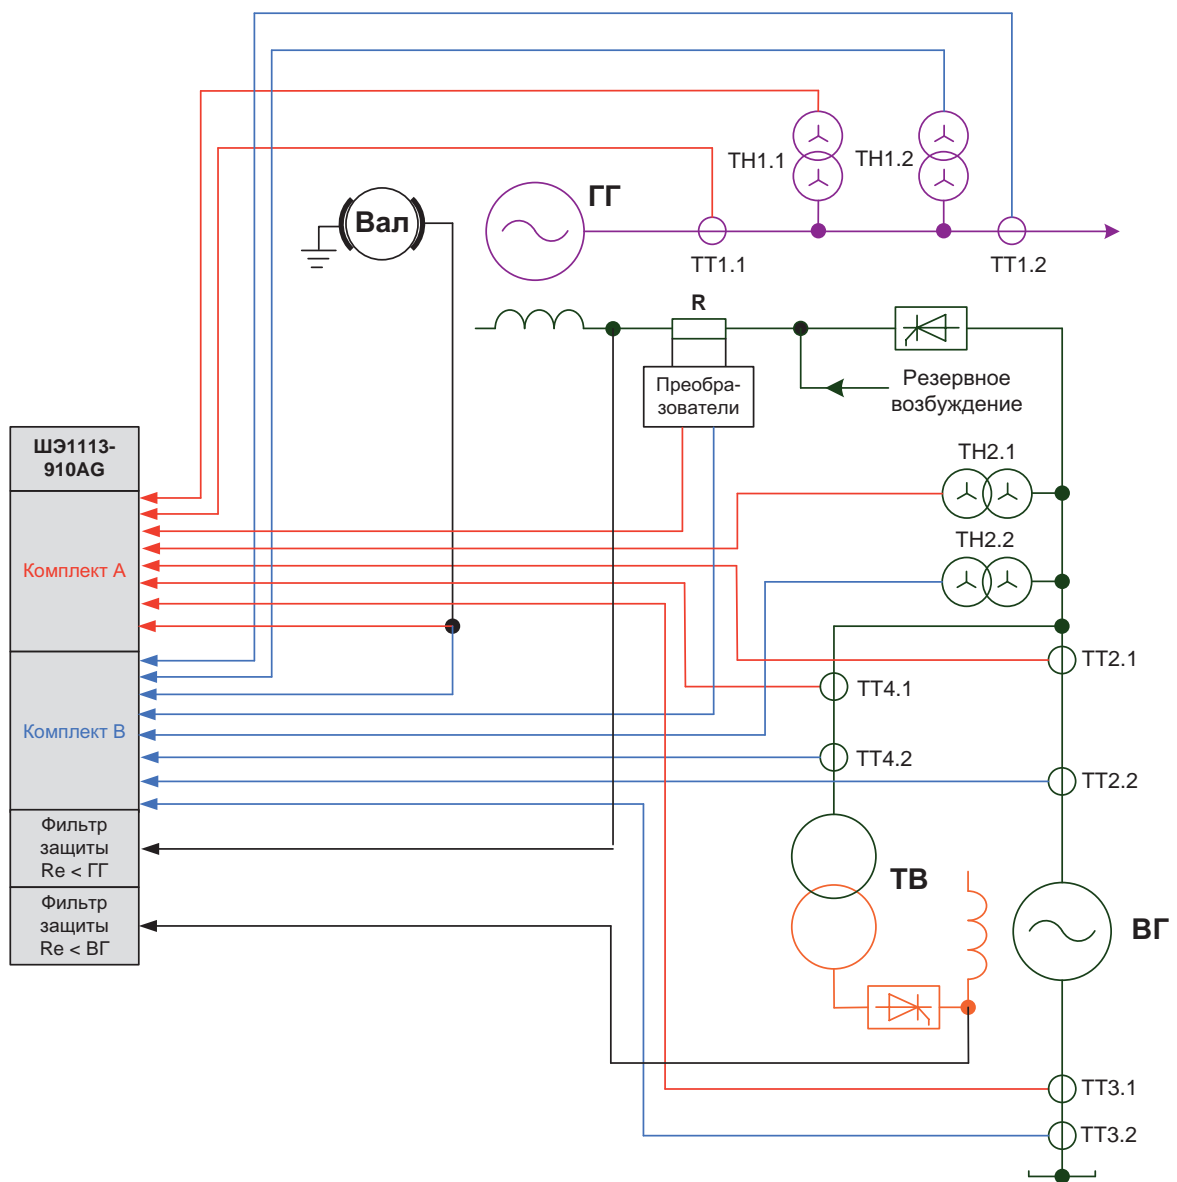 ТН1.1
ТН1.2
ГГ
Вал
ТТ1.1
ТТ1.2
R
Преобра-
зователи
Резервное
возбуждение
ШЭ1113-
910AG
ТН2.1
ТН2.2
Комплект А
ТТ2.1
ТТ4.1
Комплект В
ТТ4.2
ТТ2.2
Фильтр
защиты
Re < ГГ
ТВ
Фильтр
защиты
Re < ВГ
ВГ
ТТ3.1
ТТ3.2